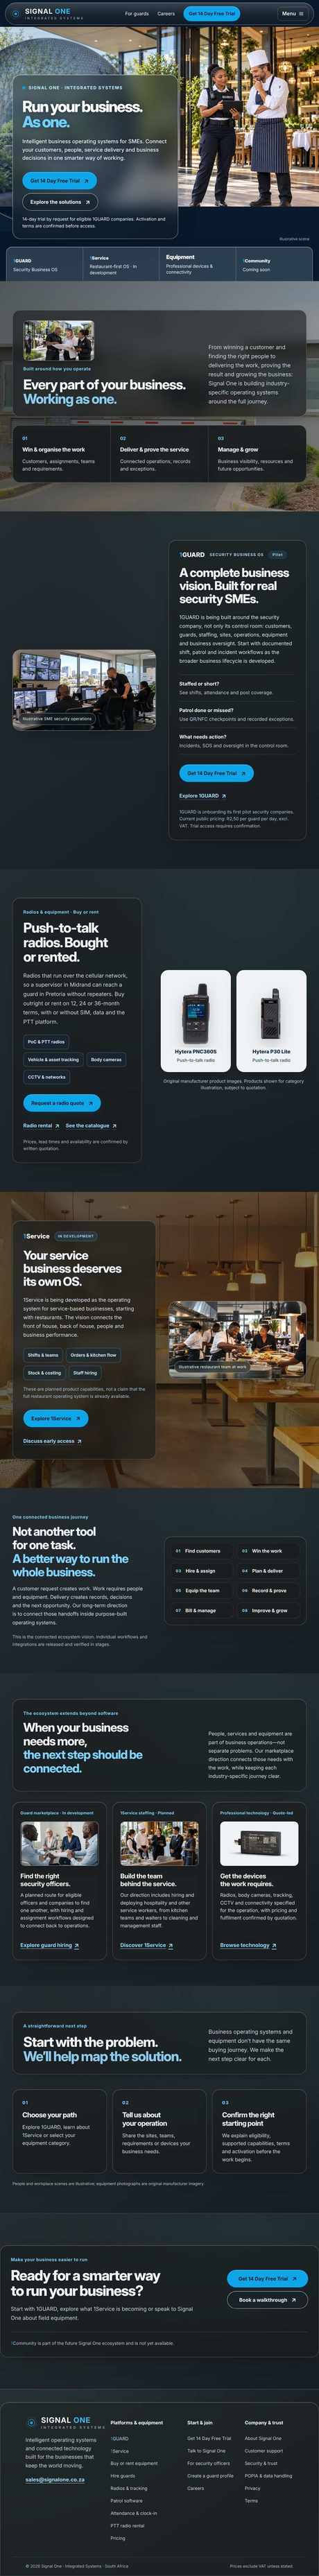 SIGNAL ONE
INTEGRATED SYSTEMS
For guards
Careers
Get 14 Day Free Trial
Menu
SIGNAL ONE · INTEGRATED SYSTEMS
Run your business.
As one.
Intelligent business operating systems for SMEs. Connect
your customers, people, service delivery and business
decisions in one smarter way of working.
Get 14 Day Free Trial
Explore the solutions
14-day trial by request for eligible 1GUARD companies. Activation and
terms are confirmed before access.
Illustrative scene
1GUARD
Security Business OS
1Service
Restaurant-first OS · In
development
Equipment
Professional devices &
connectivity
1Community
Coming soon
Built around how you operate
Every part of your business.
Working as one.
From winning a customer and
finding the right people to
delivering the work, proving the
result and growing the business:
Signal One is building industry-
specific operating systems
around the full journey.
01
Win & organise the work
Customers, assignments, teams
and requirements.
02
Deliver & prove the service
Connected operations, records
and exceptions.
03
Manage & grow
Business visibility, resources and
future opportunities.
1GUARD SECURITY BUSINESS OS Pilot
A complete business
vision. Built for real
security SMEs.
1GUARD is being built around the security
company, not only its control room: customers,
guards, staffing, sites, operations, equipment
and business oversight. Start with documented
shift, patrol and incident workflows as the
broader business lifecycle is developed.
Staffed or short?
See shifts, attendance and post coverage.
Patrol done or missed?
Use QR/NFC checkpoints and recorded exceptions.
What needs action?
Incidents, SOS and oversight in the control room.
Get 14 Day Free Trial
Explore 1GUARD
1GUARD is onboarding its first pilot security companies.
Current public pricing: R2,50 per guard per day, excl.
VAT. Trial access requires confirmation.
Illustrative SME security operations
Radios & equipment · Buy or rent
Push-to-talk
radios. Bought
or rented.
Radios that run over the cellular network,
so a supervisor in Midrand can reach a
guard in Pretoria without repeaters. Buy
outright or rent on 12, 24 or 36-month
terms, with or without SIM, data and the
PTT platform.
PoC & PTT radios
Vehicle & asset tracking
Body cameras
CCTV & networks
Request a radio quote
Radio rental
See the catalogue
Prices, lead times and availability are confirmed by
written quotation.
Hytera PNC360S
Push-to-talk radio
Hytera P30 Lite
Push-to-talk radio
Original manufacturer product images. Products shown for category
illustration, subject to quotation.
1Service IN DEVELOPMENT
Your service
business deserves
its own OS.
1Service is being developed as the operating
system for service-based businesses, starting
with restaurants. The vision connects the
front of house, back of house, people and
business performance.
Shifts & teams
Orders & kitchen flow
Stock & costing
Staff hiring
These are planned product capabilities, not a claim that the
full restaurant operating system is already available.
Explore 1Service
Discuss early access
Illustrative restaurant team at work
One connected business journey
Not another tool
for one task.
A better way to run the
whole business.
A customer request creates work. Work requires people
and equipment. Delivery creates records, decisions
and the next opportunity. Our long-term direction
is to connect those handoffs inside purpose-built
operating systems.
This is the connected ecosystem vision. Individual workflows and
integrations are released and verified in stages.
01 Find customers
02 Win the work
03 Hire & assign
04 Plan & deliver
05 Equip the team
06 Record & prove
07 Bill & manage
08 Improve & grow
The ecosystem extends beyond software
When your business
needs more,
the next step should be
connected.
People, services and equipment are
part of business operations—not
separate problems. Our marketplace
direction connects those needs with
the work, while keeping each
industry-specific journey clear.
Guard marketplace · In development
Find the right
security officers.
A planned route for eligible
officers and companies to find
one another, with hiring and
assignment workflows designed
to connect back to operations.
Explore guard hiring
1Service staffing · Planned
Build the team
behind the service.
Our direction includes hiring and
deploying hospitality and service
workers, from kitchen
teams and waiters to cleaning and
management staff.
Discover 1Service
Professional technology · Quote-led
Get the devices
the work requires.
Radios, body cameras, tracking,
CCTV and connectivity specified
for the operation, with pricing and
fulfilment confirmed by quotation.
Browse technology
A straightforward next step
Start with the problem.
We'll help map the solution.
Business operating systems and
equipment don't have the same
buying journey. We make the
next step clear for each.
01
Choose your path
Explore 1GUARD, learn about
1Service or select your
equipment category.
02
Tell us about
your operation
Share the sites, teams,
requirements or devices your
business needs.
03
Confirm the right
starting point
We explain eligibility,
supported capabilities, terms
and activation before the
work begins.
People and workplace scenes are illustrative; equipment photographs are original manufacturer imagery.
Make your business easier to run
Ready for a smarter way
to run your business?
Start with 1GUARD, explore what 1Service is becoming or speak to Signal
One about field equipment.
Get 14 Day Free Trial
Book a walkthrough
1Community is part of the future Signal One ecosystem and is not yet available.
SIGNAL ONE
INTEGRATED SYSTEMS
Intelligent operating systems
and connected technology
built for the businesses that
keep the world moving.
sales@signalone.co.za
Platforms & equipment
1GUARD
1Service
Buy or rent equipment
Hire guards
Radios & tracking
Patrol software
Attendance & clock-in
PTT radio rental
Pricing
Start & join
Get 14 Day Free Trial
Talk to Signal One
For security officers
Create a guard profile
Careers
Company & trust
About Signal One
Customer support
Security & trust
POPIA & data handling
Privacy
Terms
© 2026 Signal One · Integrated Systems · South Africa
Prices exclude VAT unless stated.